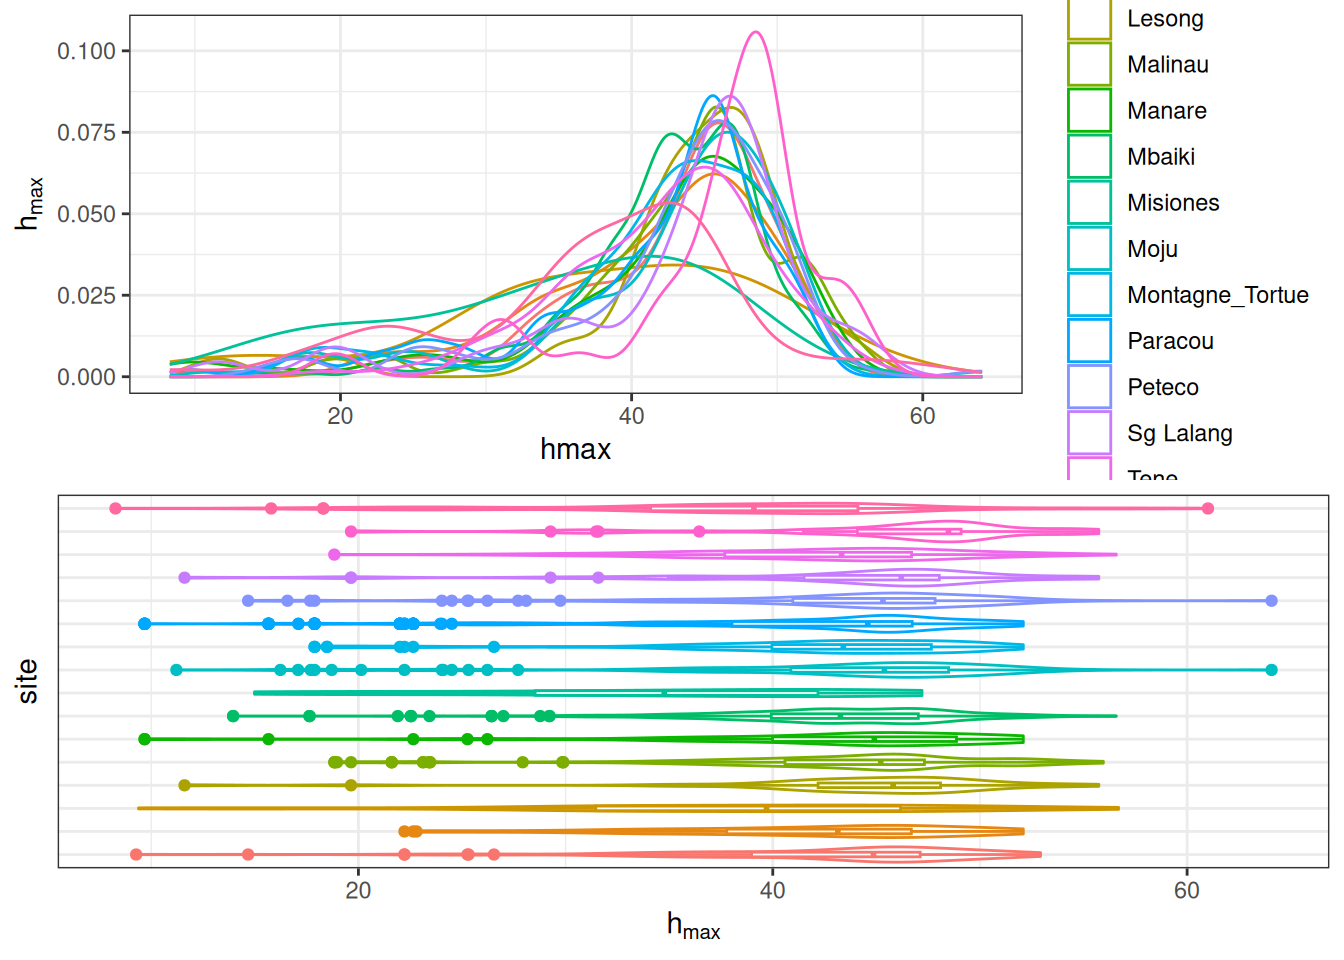 0.100
0.075
0.050
0.025
0.000
hmax
20
40
60
hmax
Lesong
Malinau
Manare
Mbaiki
Misiones
Moju
Montagne_Tortue
Paracou
Peteco
Sg Lalang
Tene
site
20
40
60
hmax